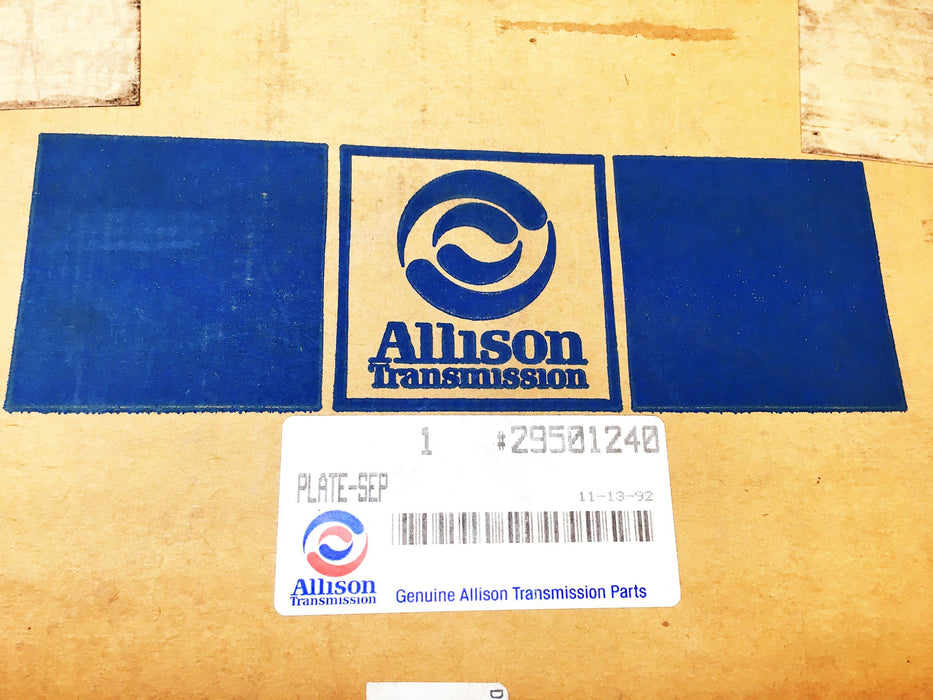 Allison
Transmission
1 #29501240
PLATE-SEP
11-13-92
Allison
Transmission
Genuine Allison Transmission Parts
D